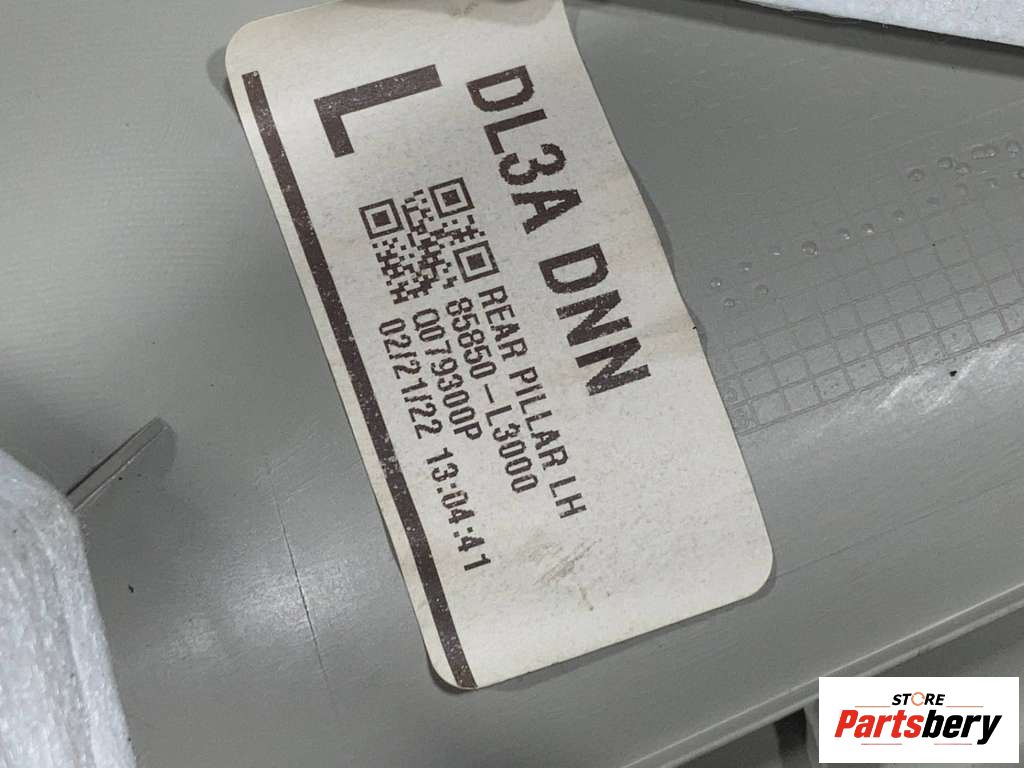 DL3A DNN
L
REAR PILLAR LH
85850-L3000
Q079300P
02/21/22 13:04:41
STORE
Partsbery